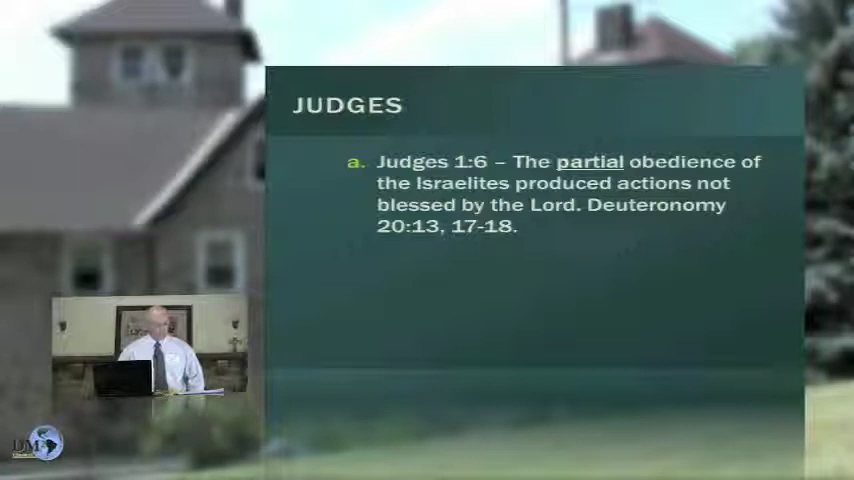 JUDGES
a. Judges 1:6 – The partial obedience of
the Israelites produced actions not
blessed by the Lord. Deuteronomy
20:13, 17-18.
DM